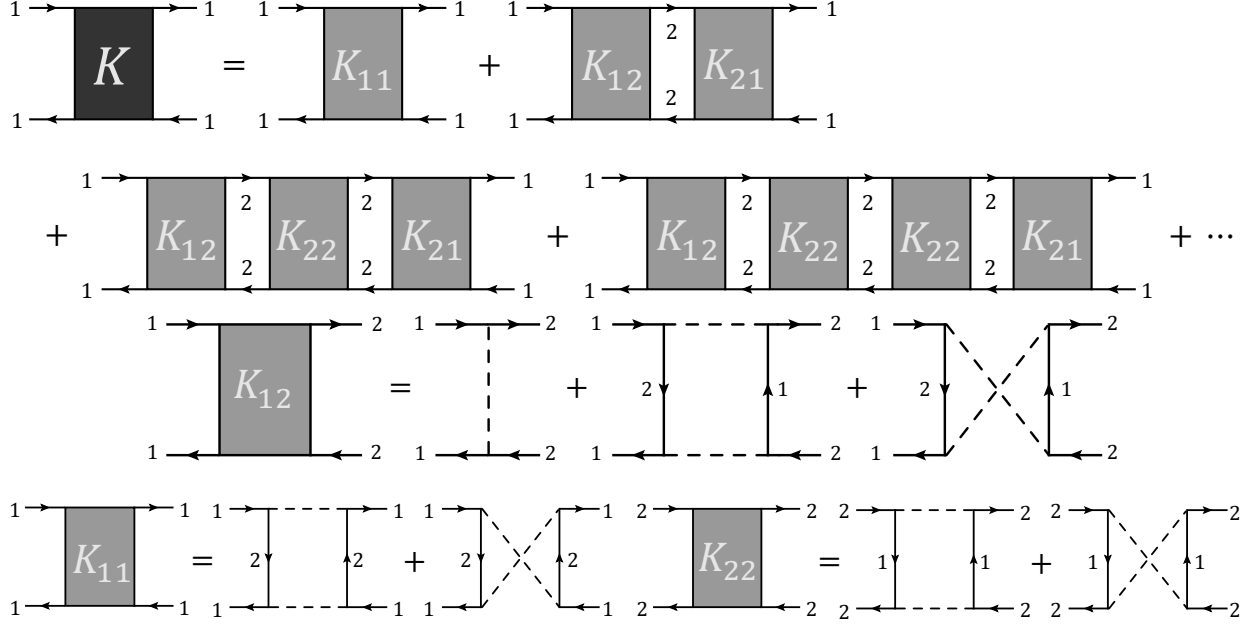 1 1 1 1 1 1
2
K = K₁₁ + K₁₂ K₂₁
2
1 1 1 1 1 1
1 1 1 1
2 2 2 2 2
+ K₁₂ K₂₂ K₂₁ + K₁₂ K₂₂ K₂₂ K₂₁ + ⋯
2 2 2 2 2
1 1 1 1
1 2 1 2 1 2 1 2
K₁₂ = + 2 1 + 2 1
1 2 1 2 1 2 1 2
1 1 1 1 1 1 2 2 2 2 2 2
K₁₁ = 2 2 + 2 2 K₂₂ = 1 1 + 1 1
1 1 1 1 1 1 2 2 2 2 2 2